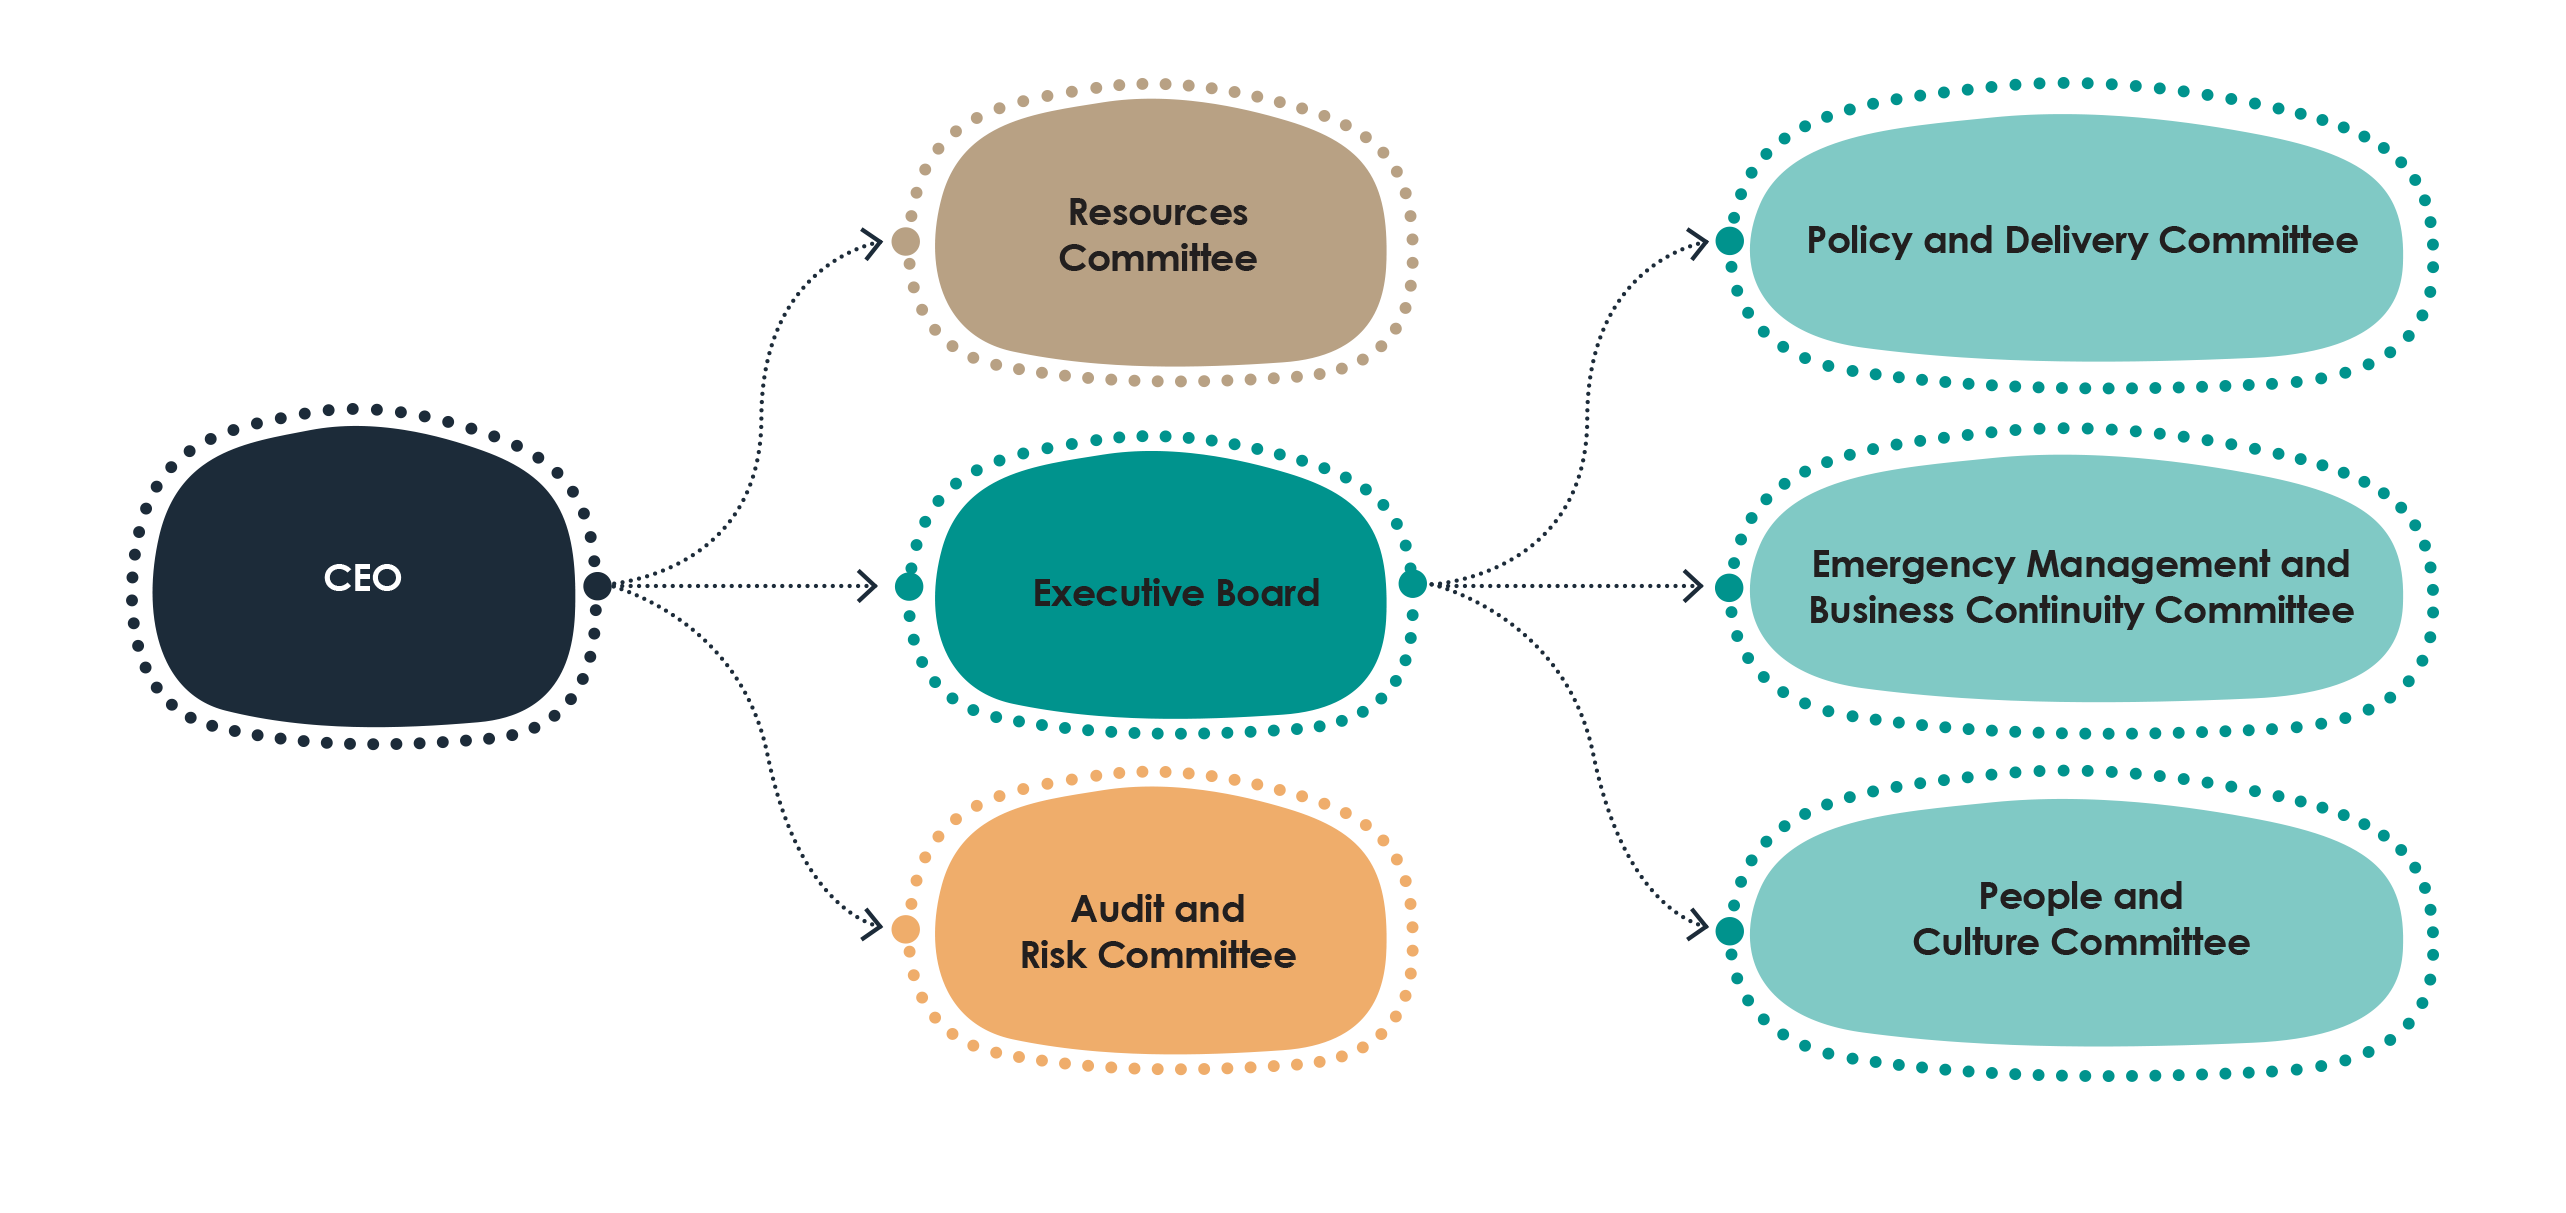 CEO
Resources
Committee
Executive Board
Audit and
Risk Committee
Policy and Delivery Committee
Emergency Management and
Business Continuity Committee
People and
Culture Committee